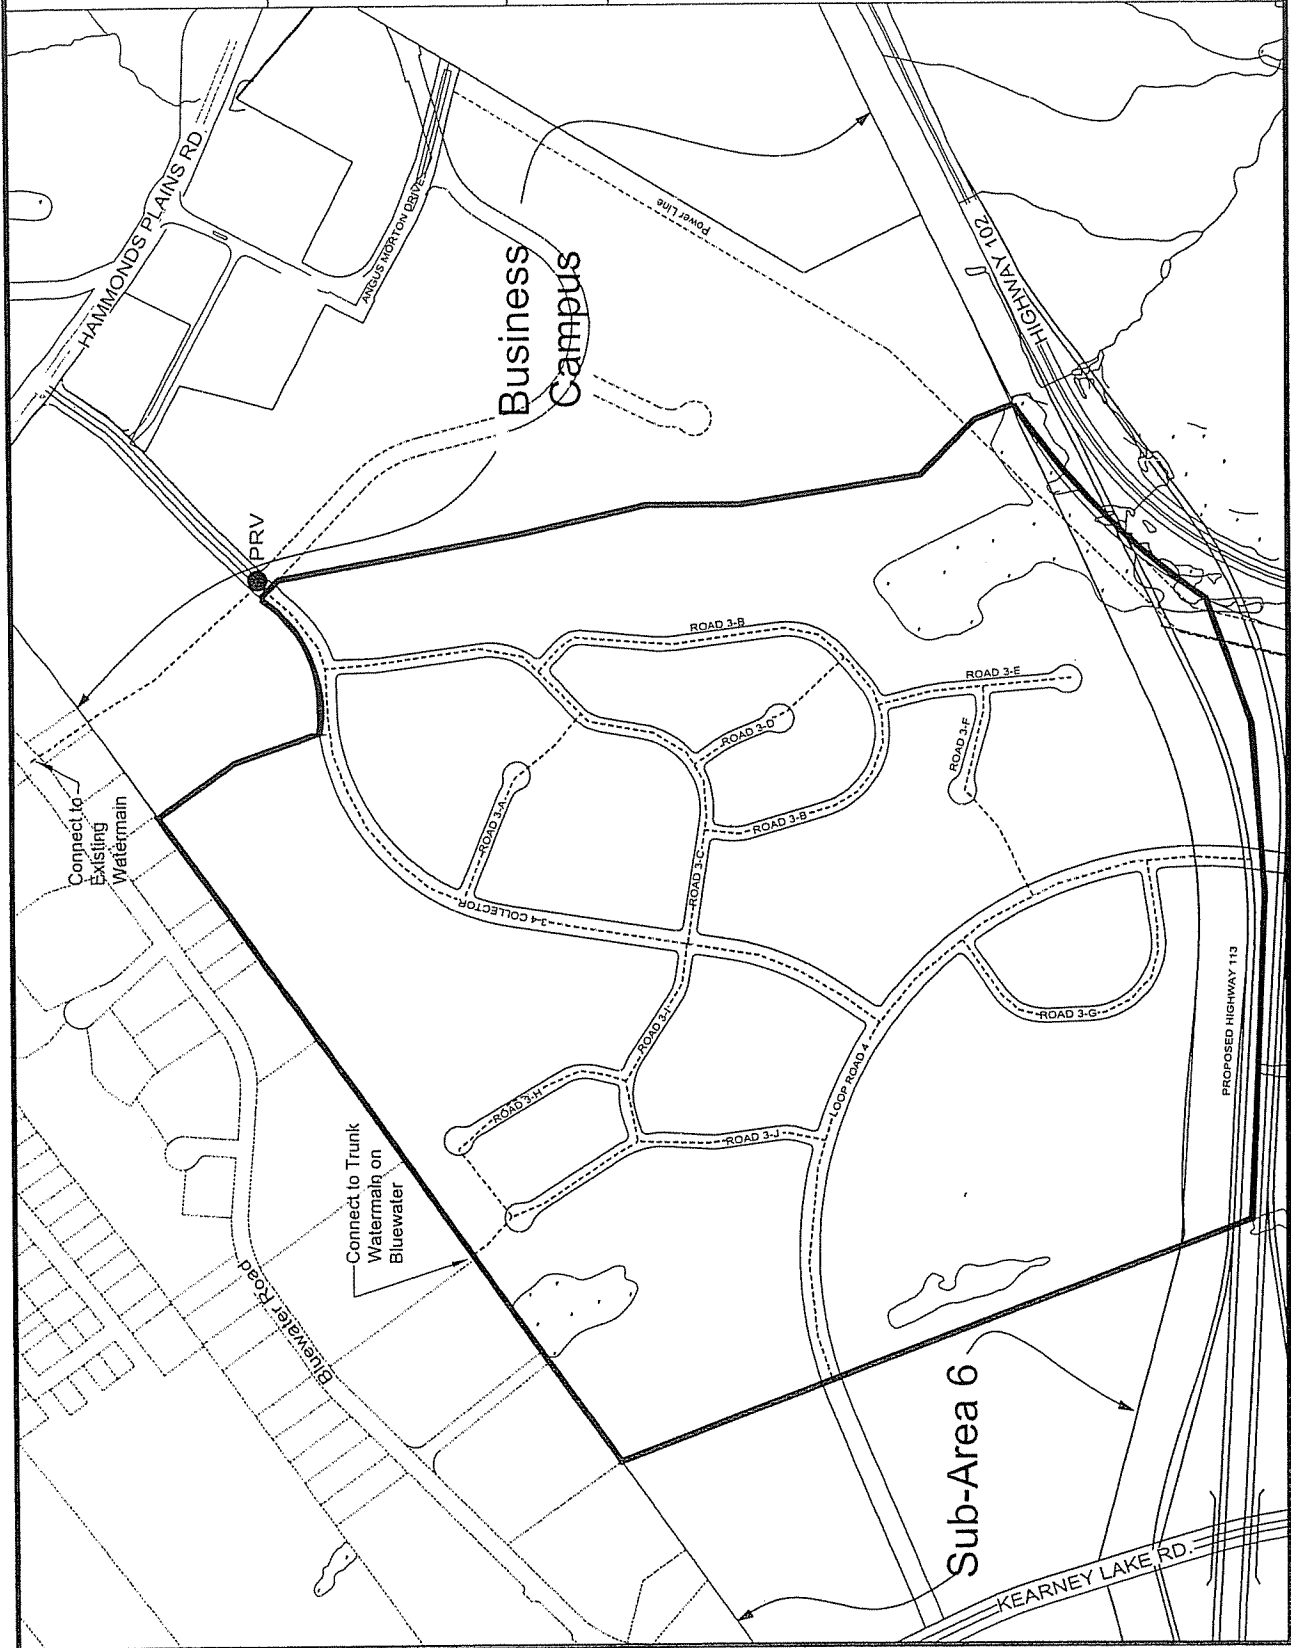 HAMMONDS PLAINS RD.
ANGUS MORTON DRIVE
Business
Campus
Power Line
HIGHWAY 102
PRV
Connect to
Existing
Watermain
ROAD 3-B
ROAD 3-E
ROAD 3-D
ROAD 3-F
ROAD 3-A
ROAD 3-B
ROAD 3-C
3-4 COLLECTOR
ROAD 3-I
ROAD 3-G
LOOP ROAD 4
ROAD 3-H
ROAD 3-J
PROPOSED HIGHWAY 113
Connect to Trunk
Watermain on
Bluewater
Bluewater Road
Sub-Area 6
KEARNEY LAKE RD.